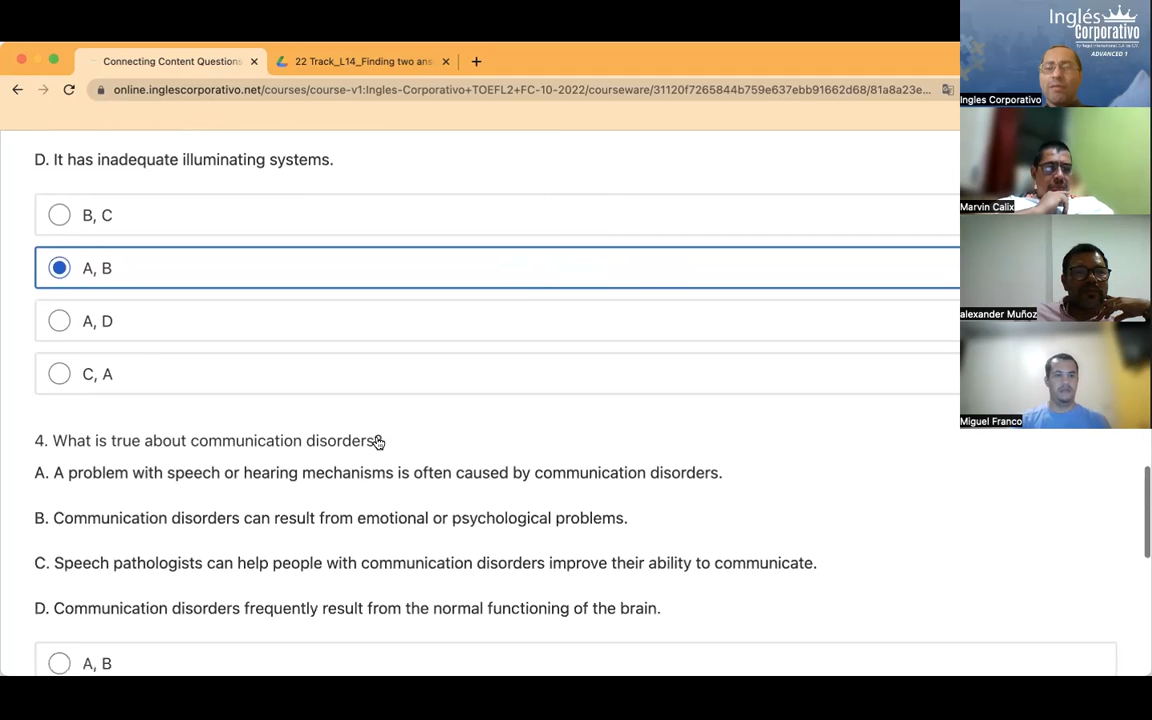 Connecting Content Questions
22 Track_L14_Finding two ans
online.inglescorporativo.net/courses/course-v1:Ingles-Corporativo+TOEFL2+FC-10-2022/courseware/31120f7265844b759e637ebb91662d68/81a8a23e...
D. It has inadequate illuminating systems.
B, C
A, B
A, D
C, A
4. What is true about communication disorders?
A. A problem with speech or hearing mechanisms is often caused by communication disorders.
B. Communication disorders can result from emotional or psychological problems.
C. Speech pathologists can help people with communication disorders improve their ability to communicate.
D. Communication disorders frequently result from the normal functioning of the brain.
A, B
Inglés
Corporativo
ADVANCED 1
Ingles Corporativo
Marvin Calix
alexander Muñoz
Miguel Franco